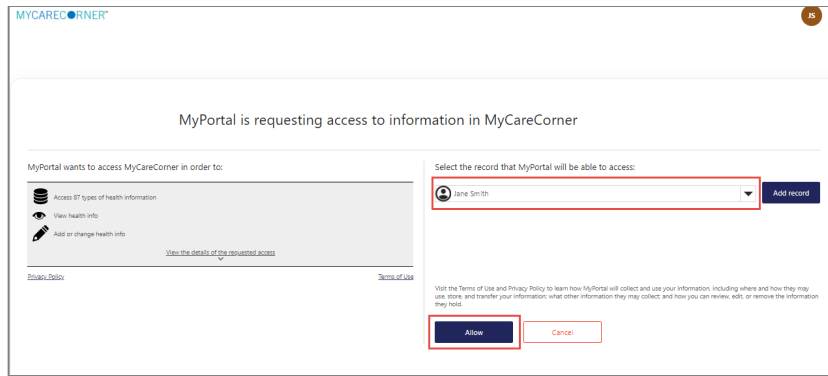 MYCARECORNER
JS
MyPortal is requesting access to information in MyCareCorner
MyPortal wants to access MyCareCorner in order to:
Access 87 types of health information
View health info
Add or change health info
View the details of the requested access
Privacy Policy
Terms of Use
Select the record that MyPortal will be able to access:
Jane Smith
Add record
Visit the Terms of Use and Privacy Policy to learn how MyPortal will collect and use your information, including where and how they may
use, store, and transfer your information; what other information they may collect; and how you can review, edit, or remove the information
they hold.
Allow
Cancel